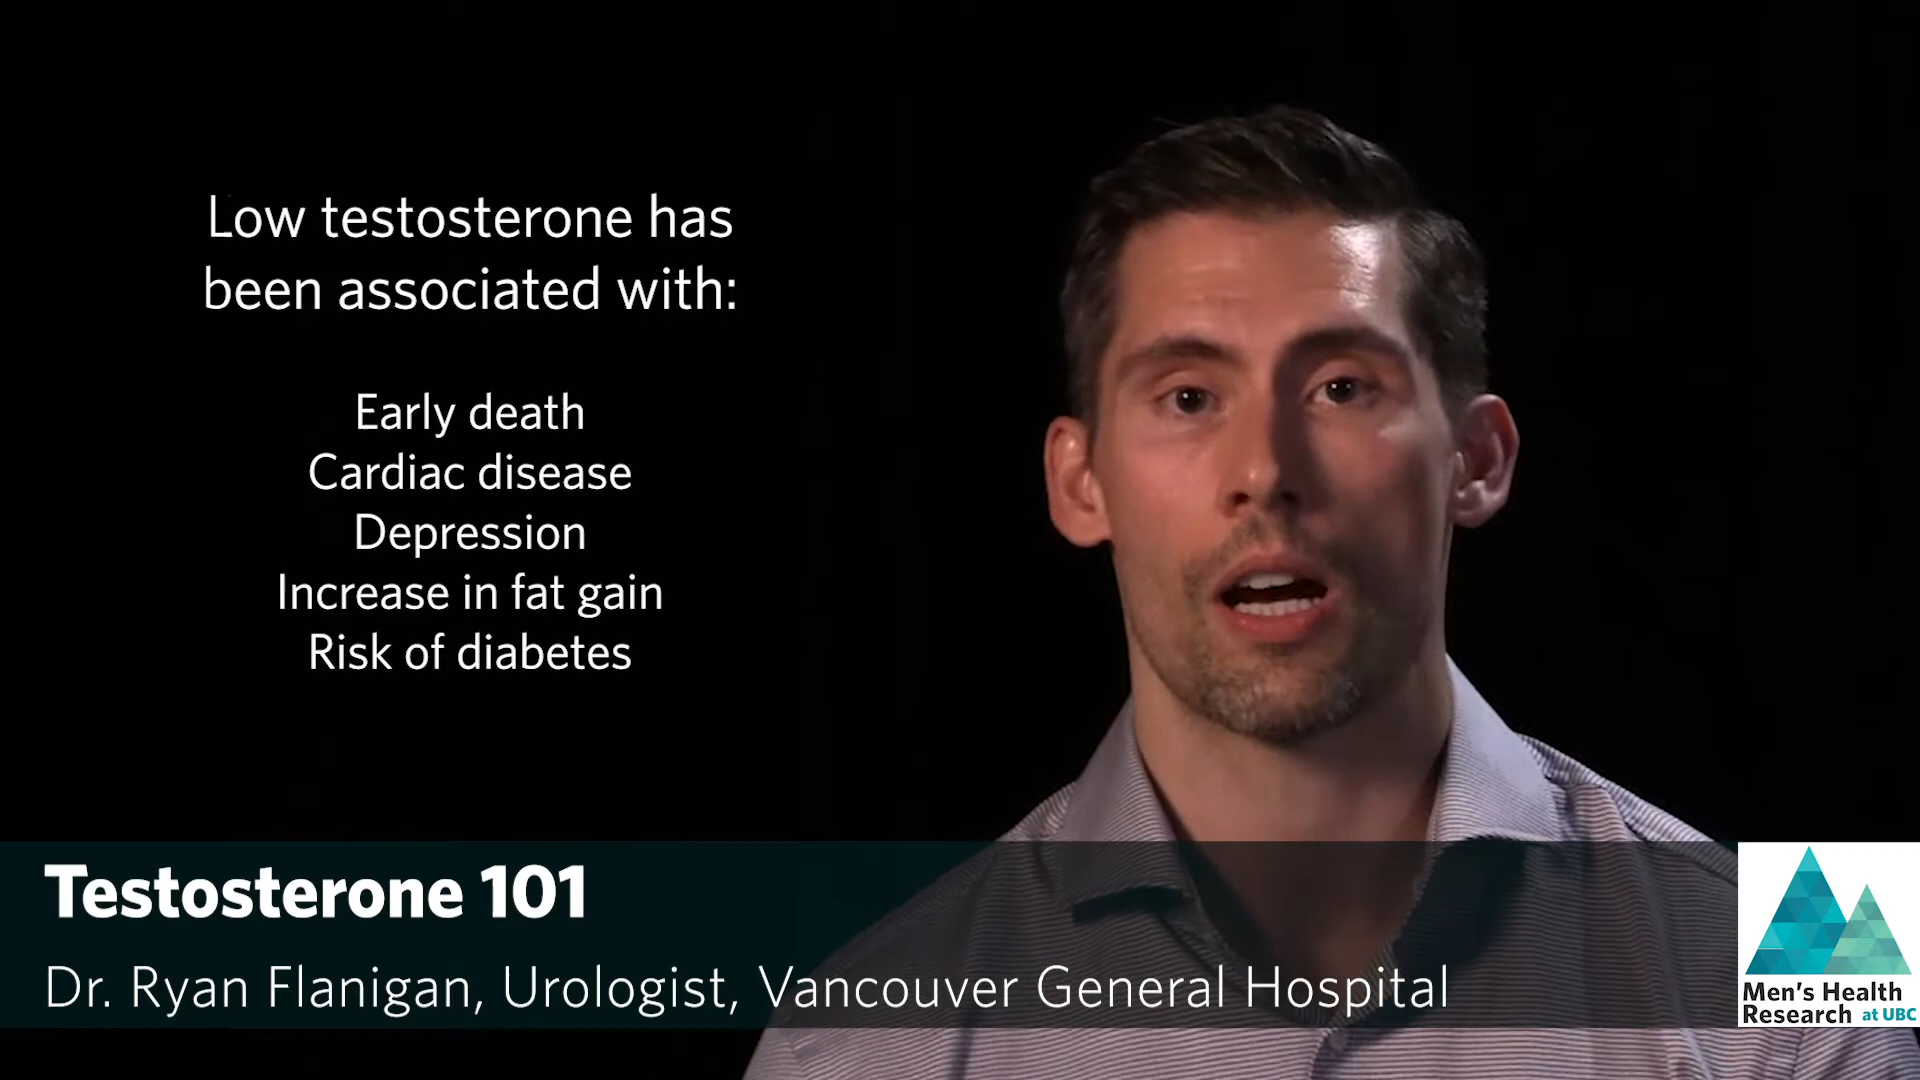 Low testosterone has
been associated with:
Early death
Cardiac disease
Depression
Increase in fat gain
Risk of diabetes
Testosterone 101
Dr. Ryan Flanigan, Urologist, Vancouver General Hospital
Men's Health
Research at UBC